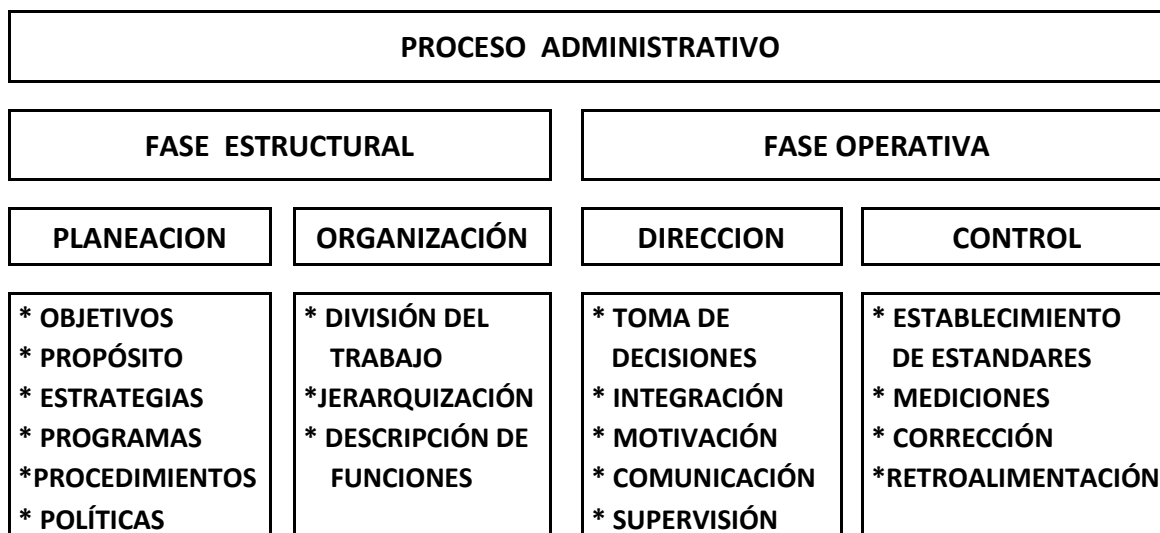 PROCESO ADMINISTRATIVO
FASE ESTRUCTURAL
FASE OPERATIVA
PLANEACION
ORGANIZACIÓN
DIRECCION
CONTROL
* OBJETIVOS
* PROPÓSITO
* ESTRATEGIAS
* PROGRAMAS
*PROCEDIMIENTOS
* POLÍTICAS
* DIVISIÓN DEL
TRABAJO
*JERARQUIZACIÓN
* DESCRIPCIÓN DE
FUNCIONES
* TOMA DE
DECISIONES
* INTEGRACIÓN
* MOTIVACIÓN
* COMUNICACIÓN
* SUPERVISIÓN
* ESTABLECIMIENTO
DE ESTANDARES
* MEDICIONES
* CORRECCIÓN
*RETROALIMENTACIÓN